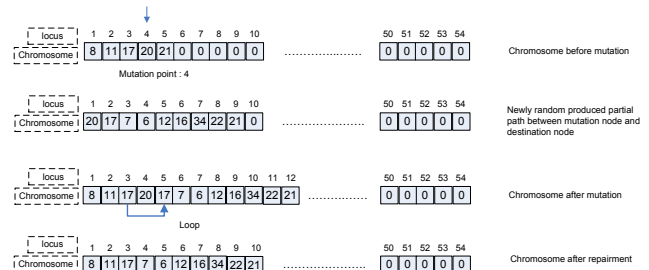 locus 1 2 3 4 5 6 7 8 9 10 50 51 52 53 54
Chromosome 8 11 17 20 21 0 0 0 0 0 .................... 0 0 0 0 0 Chromosome before mutation
Mutation point : 4
locus 1 2 3 4 5 6 7 8 9 10 50 51 52 53 54
Chromosome 20 17 7 6 12 16 34 22 21 0 .................... 0 0 0 0 0
Newly random produced partial
path between mutation node and
destination node
locus 1 2 3 4 5 6 7 8 9 10 11 12 50 51 52 53 54
Chromosome 8 11 17 20 17 7 6 12 16 34 22 21 ............... 0 0 0 0 0 Chromosome after mutation
Loop
locus 1 2 3 4 5 6 7 8 9 10 50 51 52 53 54
Chromosome 8 11 17 7 6 12 16 34 22 21 .................... 0 0 0 0 0 Chromosome after repairment